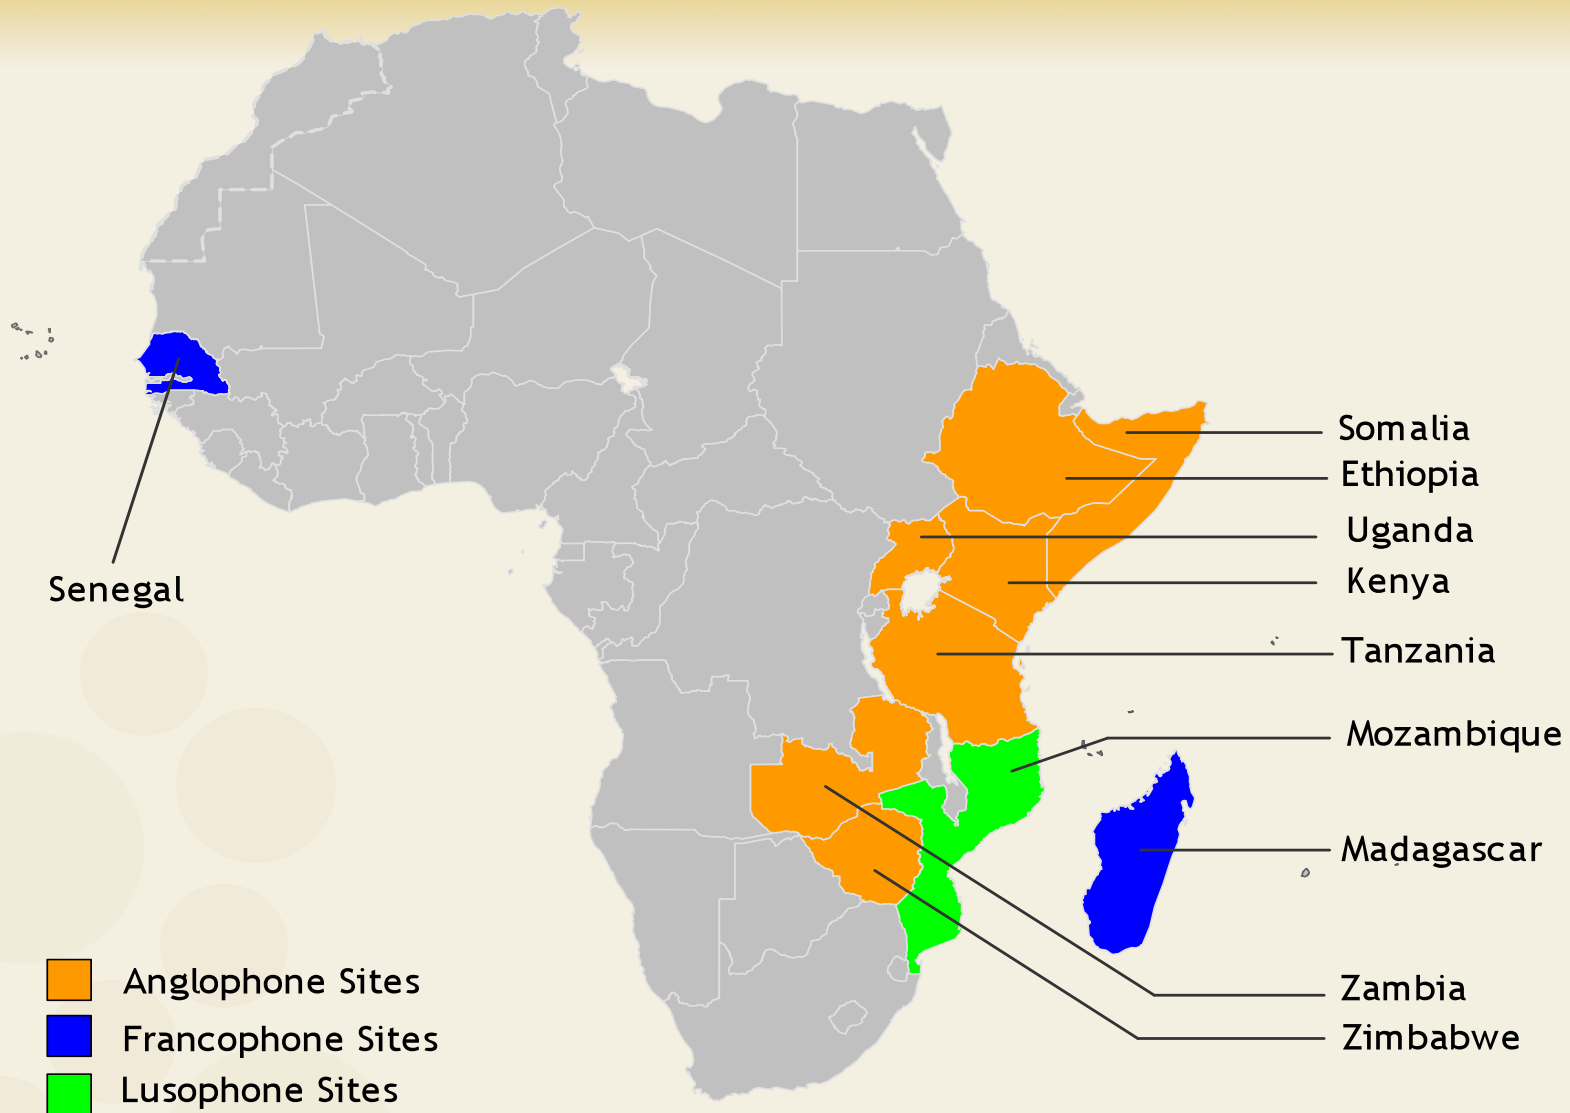 Somalia
Ethiopia
Uganda
Senegal
Kenya
Tanzania
Mozambique
Madagascar
Anglophone Sites
Zambia
Francophone Sites
Zimbabwe
Lusophone Sites